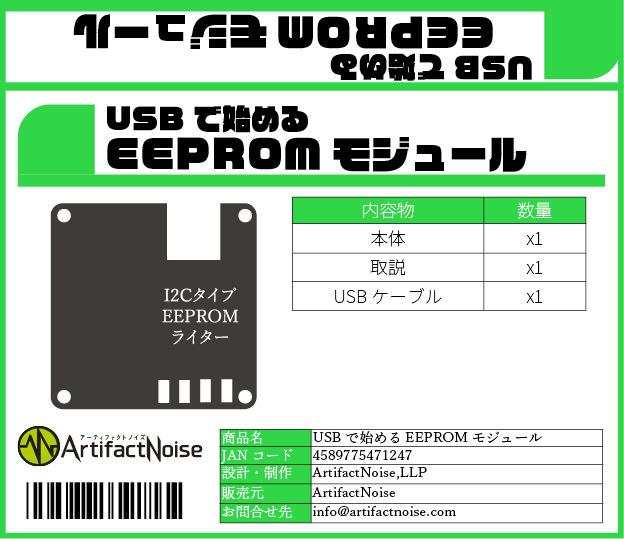 USB で始める
EEPROM モジュール
USB で始める
EEPROM モジュール
内容物 数量
本体 x1
取説 x1
USB ケーブル x1
I2Cタイプ
EEPROM
ライター
アーティファクトノイズ
ArtifactNoise
商品名 USB で始める EEPROM モジュール
JAN コード 4589775471247
設計・制作 ArtifactNoise,LLP
販売元 ArtifactNoise
お問合せ先 info@artifactnoise.com